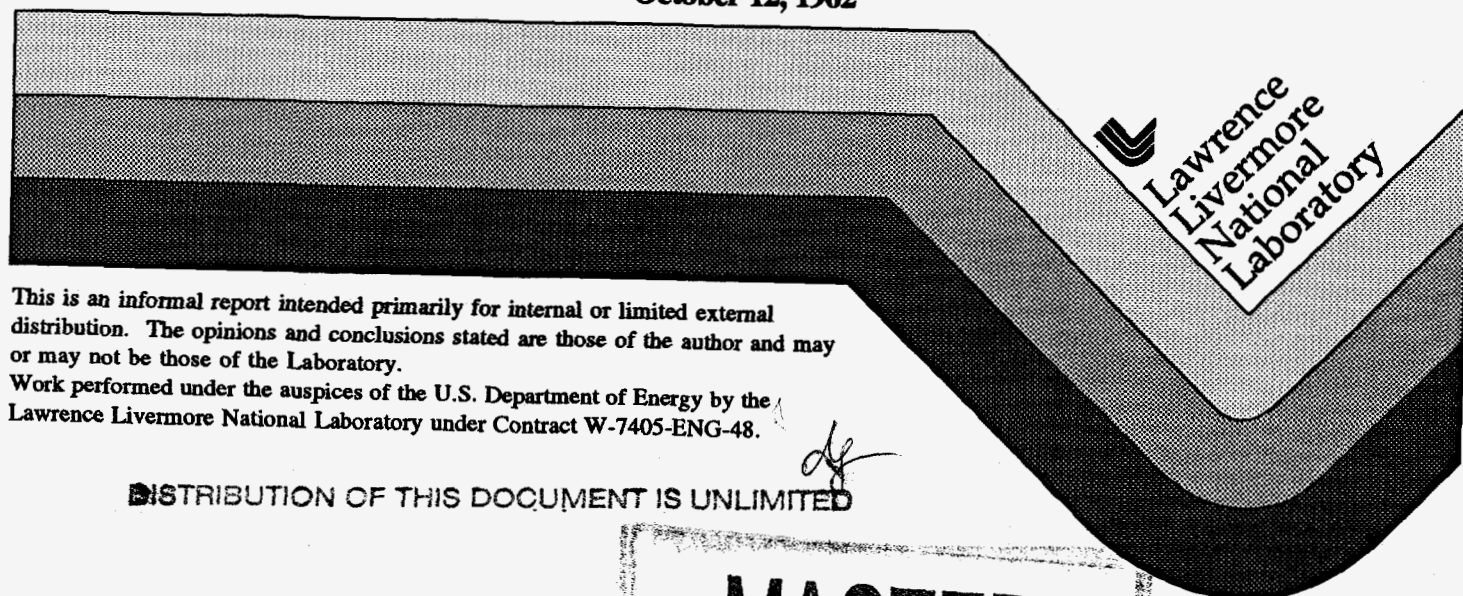 October 12, 1962
Lawrence
Livermore
National
Laboratory
This is an informal report intended primarily for internal or limited external
distribution. The opinions and conclusions stated are those of the author and may
or may not be those of the Laboratory.
Work performed under the auspices of the U.S. Department of Energy by the
Lawrence Livermore National Laboratory under Contract W-7405-ENG-48.
DISTRIBUTION OF THIS DOCUMENT IS UNLIMITED